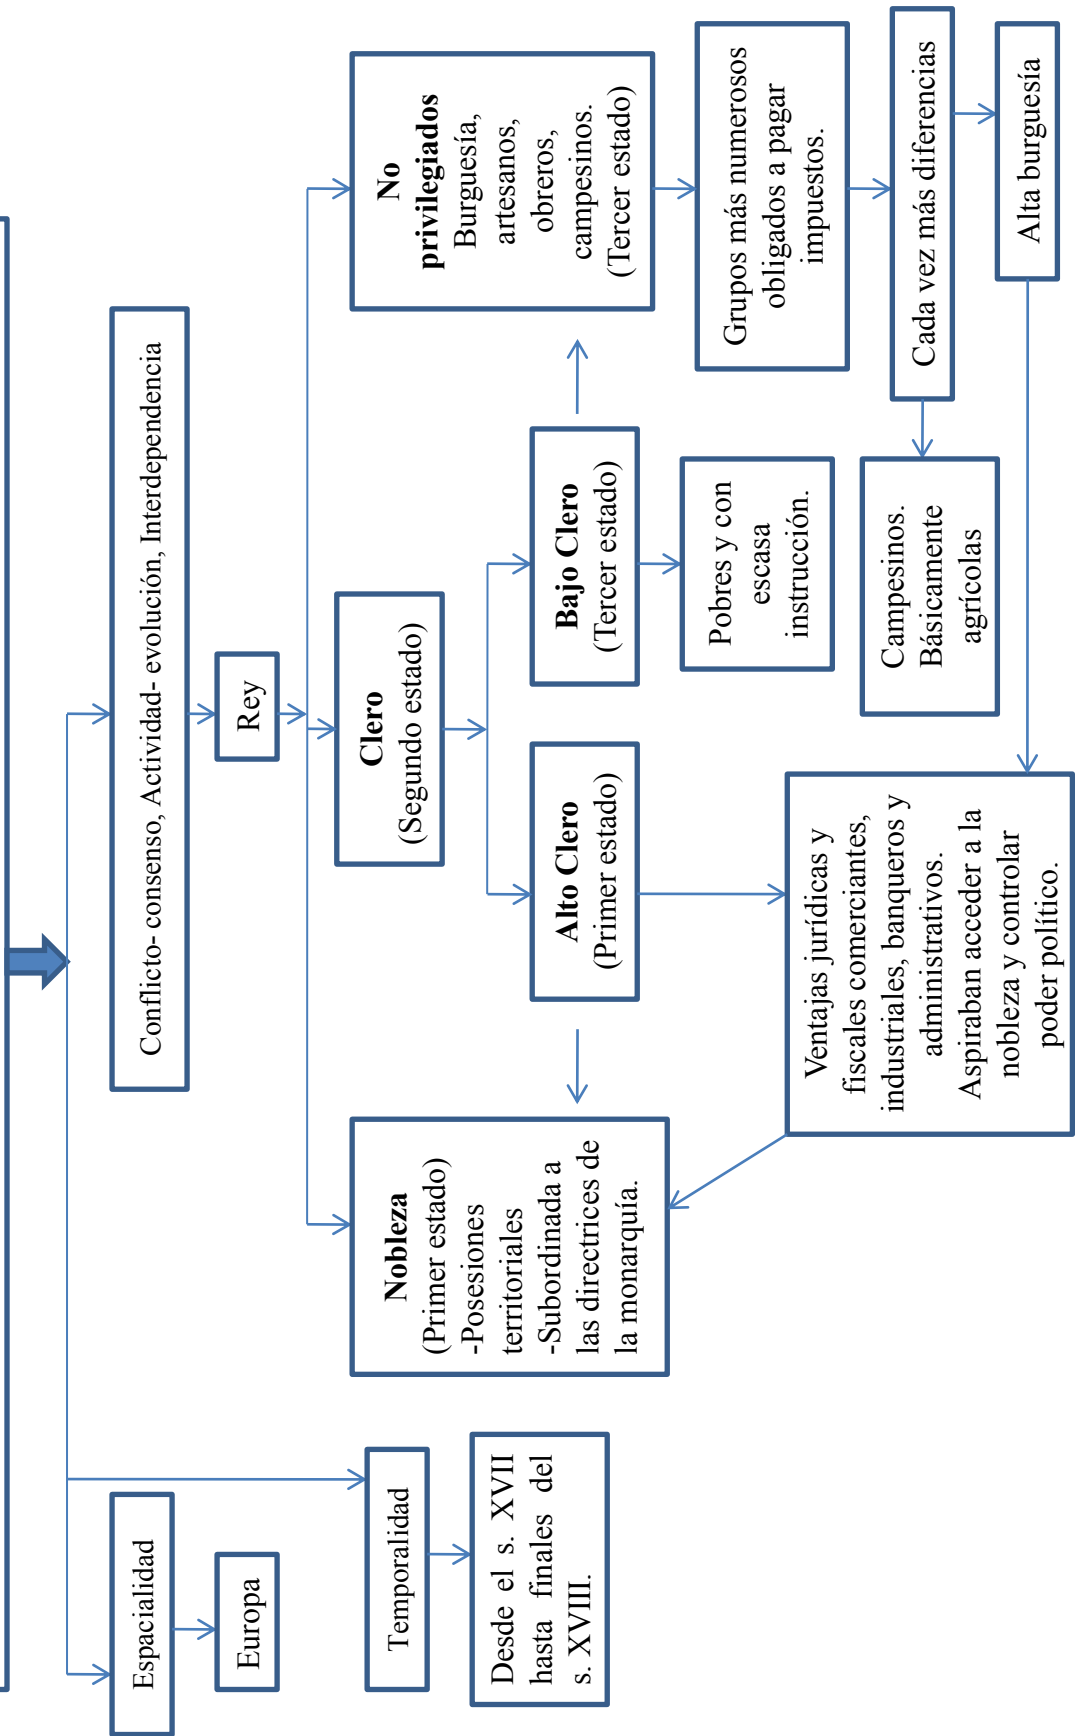 Espacialidad
Europa
Temporalidad
Desde el s. XVII
hasta finales del
s. XVIII.
Conflicto- consenso, Actividad- evolución, Interdependencia
Rey
Nobleza
(Primer estado)
-Posesiones
territoriales
-Subordinada a
las directrices de
la monarquía.
Clero
(Segundo estado)
Alto Clero
(Primer estado)
Bajo Clero
(Tercer estado)
Pobres y con
escasa
instrucción.
No
privilegiados
Burguesía,
artesanos,
obreros,
campesinos.
(Tercer estado)
Grupos más numerosos
obligados a pagar
impuestos.
Cada vez más diferencias
Campesinos.
Básicamente
agrícolas
Alta burguesía
Ventajas jurídicas y
fiscales comerciantes,
industriales, banqueros y
administrativos.
Aspiraban acceder a la
nobleza y controlar
poder político.